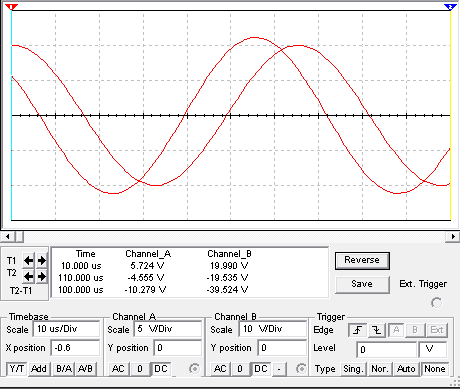 1
2
T1
T2
T2-T1
Time Channel_A Channel_B
10.000 us 5.724 V 19.990 V
110.000 us -4.555 V -19.535 V
100.000 us -10.279 V -39.524 V
Reverse
Save
Ext. Trigger
Timebase
Scale 10 us/Div
X position -0.6
Y/T Add B/A A/B
Channel A
Scale 5 V/Div
Y position 0
AC 0 DC
Channel B
Scale 10 V/Div
Y position 0
AC 0 DC -
Trigger
Edge A B Ext
Level 0 V
Type Sing. Nor. Auto None